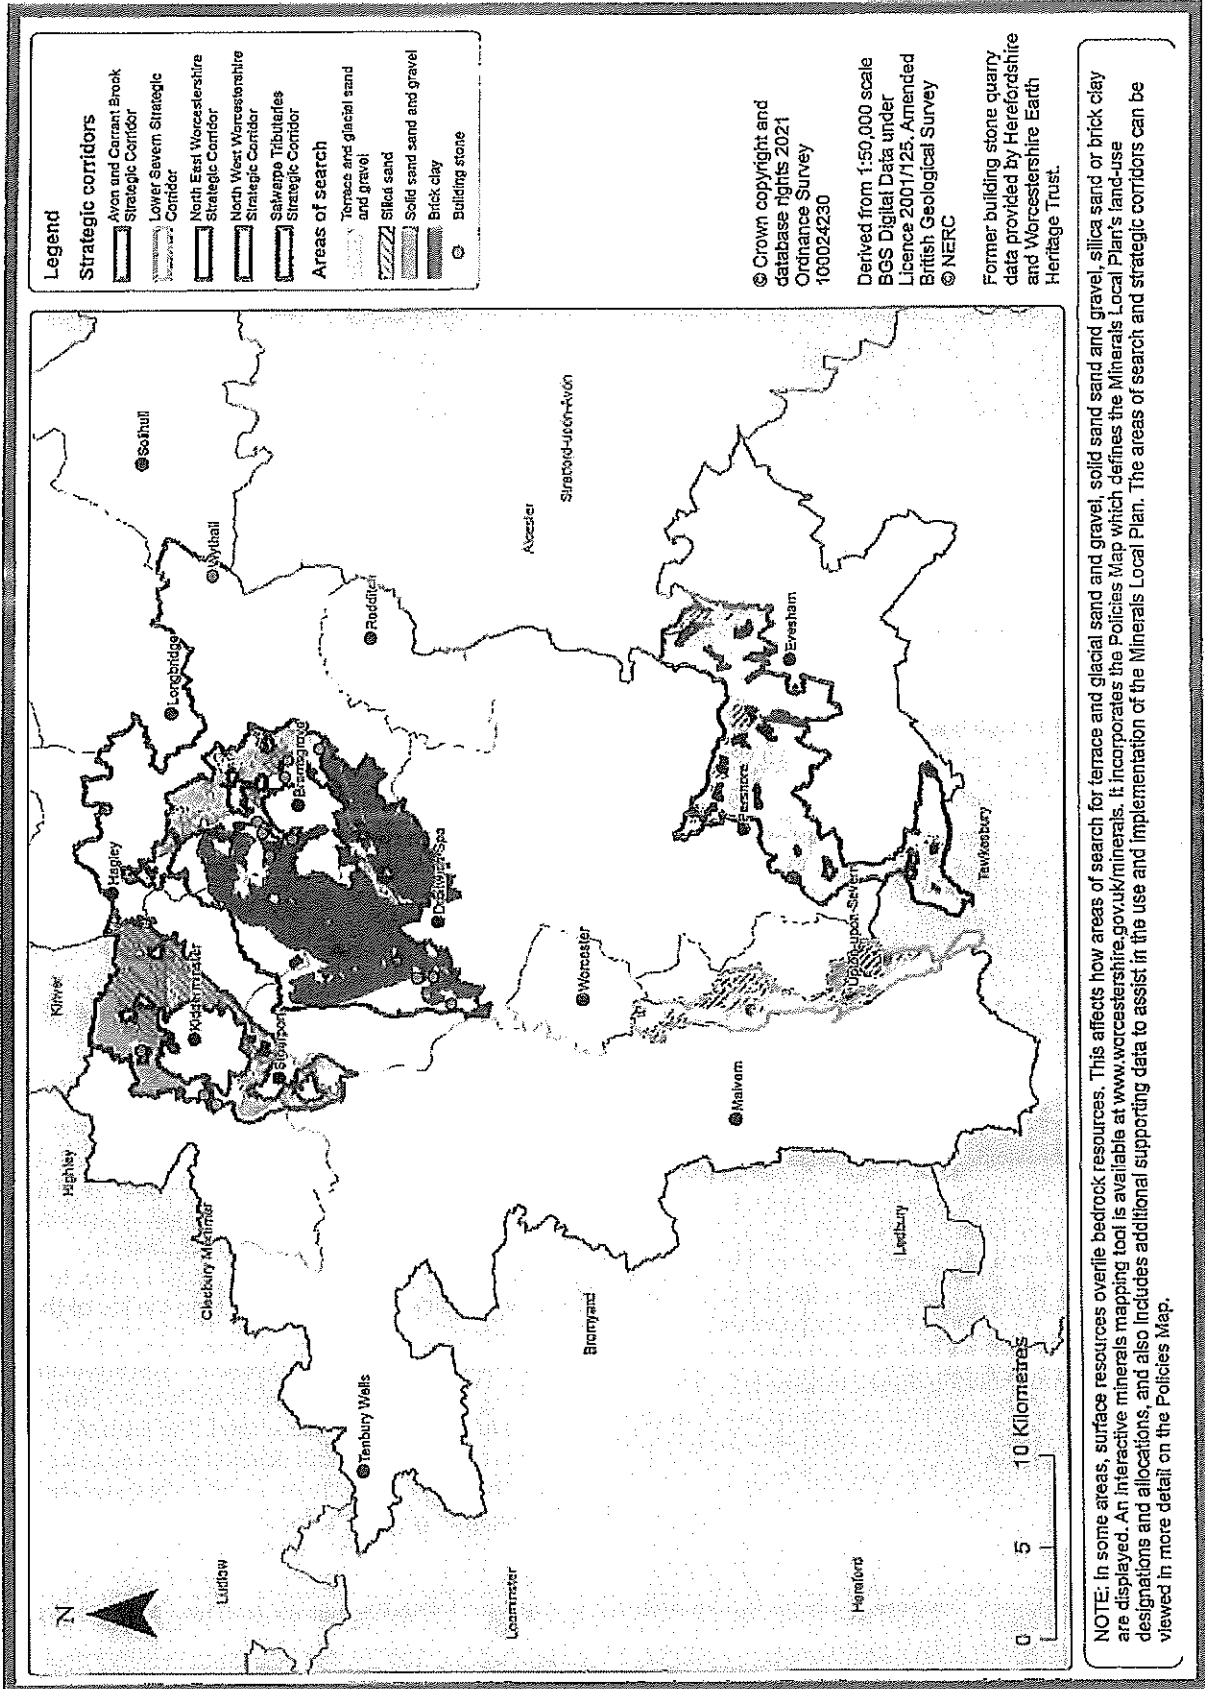 Legend
Strategic corridors
Avon and Carrant Brook
Strategic Corridor
Lower Severn Strategic
Corridor
North East Worcestershire
Strategic Corridor
North West Worcestershire
Strategic Corridor
Salwarpe Tributaries
Strategic Corridor
Areas of search
Terrace and glacial sand
and gravel
Silica sand
Solid sand and gravel
Brick clay
Building stone
© Crown copyright and
database rights 2021
Ordnance Survey
100024230
Derived from 1:50,000 scale
BGS Digital Data under
Licence 2001/125. Amended
British Geological Survey
© NERC
Former building stone quarry
data provided by Herefordshire
and Worcestershire Earth
Heritage Trust.
N
Ludlow
Cleobury Mortimer
Highley
Kinver
Hagley
Longbridge
Solihull
Wythall
Kidderminster
Stourport
Bromsgrove
Redditch
Tenbury Wells
Droitwich Spa
Alcester
Stratford-upon-Avon
Leominster
Bromyard
Worcester
Malvern
Pershore
Evesham
Upton-upon-Severn
Hereford
Ledbury
Tewkesbury
0 5 10 Kilometres
NOTE: In some areas, surface resources overlie bedrock resources. This affects how areas of search for terrace and glacial sand and gravel, solid sand and gravel, silica sand or brick clay
are displayed. An interactive minerals mapping tool is available at www.worcestershire.gov.uk/minerals. It incorporates the Policies Map which defines the Minerals Local Plan's land-use
designations and allocations, and also includes additional supporting data to assist in the use and implementation of the Minerals Local Plan. The areas of search and strategic corridors can be
viewed in more detail on the Policies Map.